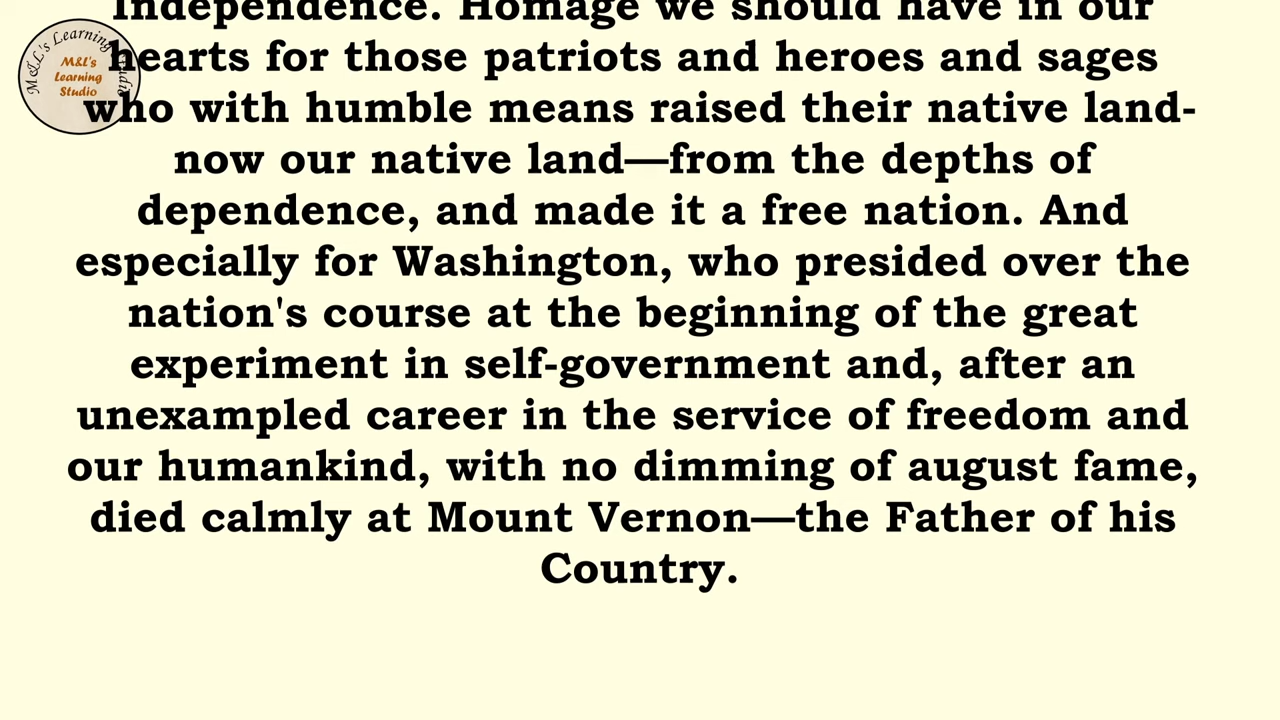 M&L's Learning Studio
M&L's
Learning
Studio
Independence. Homage we should have in our
hearts for those patriots and heroes and sages
who with humble means raised their native land-
now our native land—from the depths of
dependence, and made it a free nation. And
especially for Washington, who presided over the
nation's course at the beginning of the great
experiment in self-government and, after an
unexampled career in the service of freedom and
our humankind, with no dimming of august fame,
died calmly at Mount Vernon—the Father of his
Country.